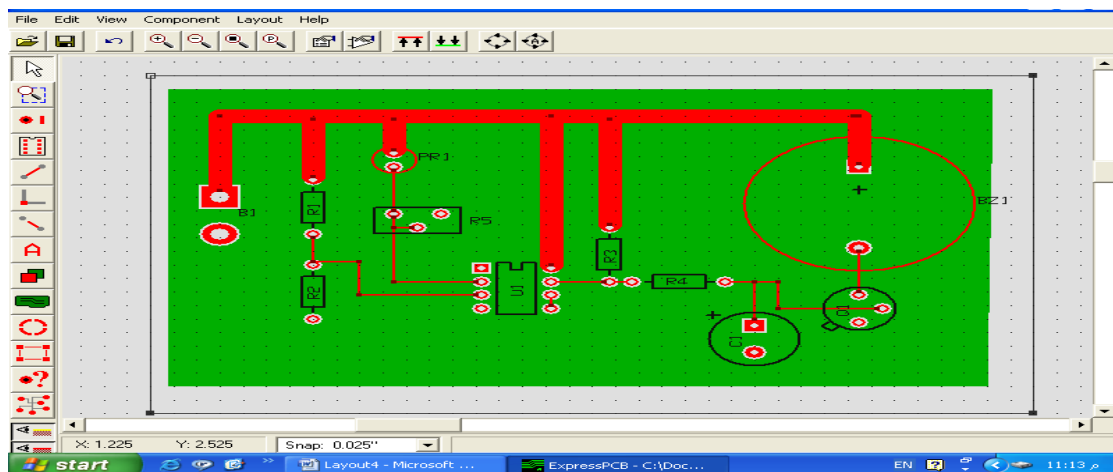 File Edit View Component Layout Help
PR1
B1
R1
R5
BZ1
R3
R2
U1
R4
Q1
C1
X: 1.225 Y: 2.525 Snap: 0.025"
start » Layout4 - Microsoft ... ExpressPCB - C:\Doc... EN 11:13 م